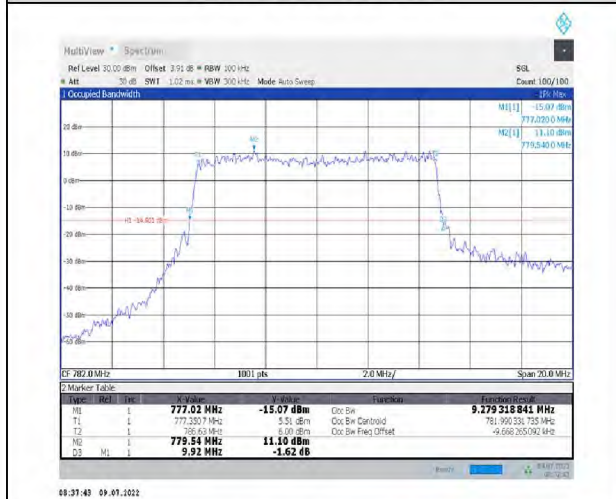 MultiView Spectrum
Ref Level 30.00 dBm Offset 3.91 dB RBW 100 kHz SGL
Att 30 dB SWT 1.02 ms VBW 300 kHz Mode Auto Sweep Count 100/100
1 Occupied Bandwidth 1Pk Max
M1[1] -15.07 dBm
777.0200 MHz
M2[1] 11.10 dBm
779.5400 MHz
20 dBm
10 dBm
0 dBm
-10 dBm
-20 dBm
-30 dBm
-40 dBm
-50 dBm
CF 782.0 MHz 1001 pts 2.0 MHz/ Span 20.0 MHz
2 Marker Table
Type Ref Trc X-Value Y-Value Function Function Result
M1 1 777.02 MHz -15.07 dBm Occ Bw 9.279 318 841 MHz
T1 1 777.3507 MHz 5.51 dBm Occ Bw Centroid 781.990 331 735 MHz
T2 1 786.63 MHz 6.00 dBm Occ Bw Freq Offset -9.668 265 092 kHz
M2 1 779.54 MHz 11.10 dBm
D3 M1 1 9.92 MHz -1.62 dB
Ready
08:37:43 09.07.2022